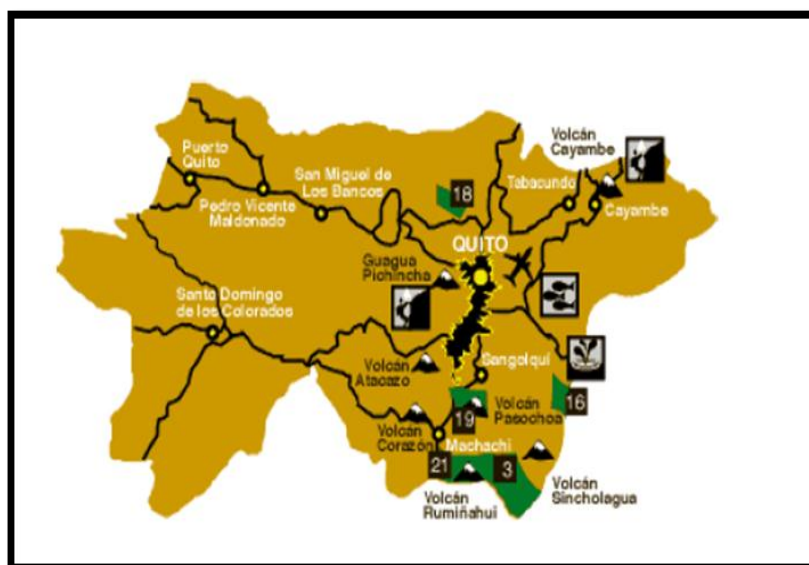 Volcán
Cayambe
Puerto
Quito
San Miguel de
Los Bancos
Tabacundo
18
Pedro Vicente
Maldonado
Cayambe
QUITO
Guagua
Pichincha
Santo Domingo
de los Colorados
Sangolquí
Volcán
Atacazo
16
19
Volcán
Pasochoa
Volcán
Corazón
Machachi
21
3
Volcán
Rumiñahui
Volcán
Sincholagua